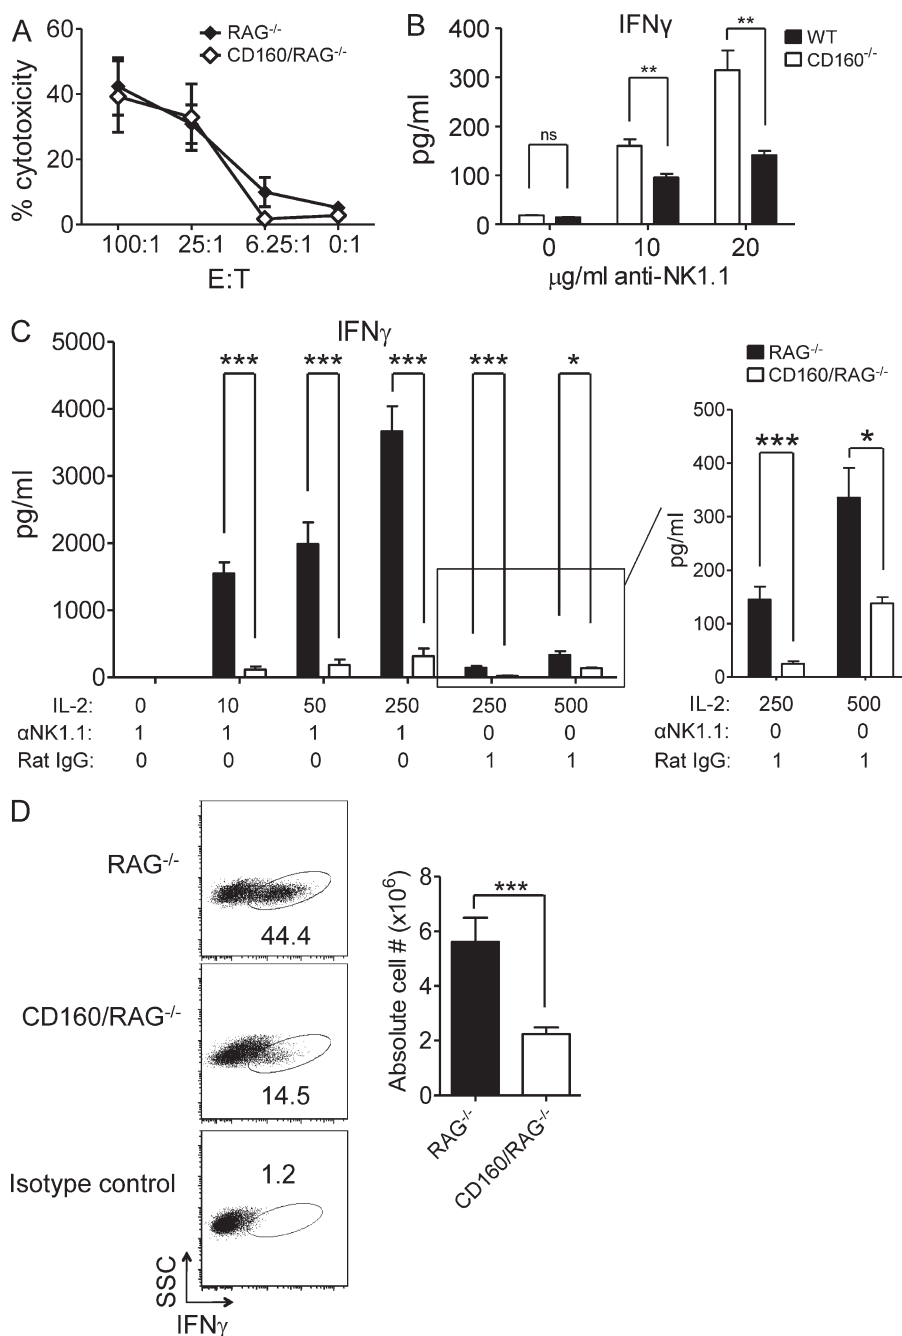 A
60
40
20
0
% cytotoxicity
RAG-/-
CD160/RAG-/-
100:1 25:1 6.25:1 0:1
E:T
B
IFNγ
400
300
200
100
0
pg/ml
ns
**
**
WT
CD160-/-
0 10 20
μg/ml anti-NK1.1
C
IFNγ
5000
4000
3000
2000
1000
0
pg/ml
*** *** *** *** *
IL-2: 0 10 50 250 250 500
αNK1.1: 1 1 1 1 0 0
Rat IgG: 0 0 0 0 1 1
RAG-/-
CD160/RAG-/-
500
400
300
200
100
0
pg/ml
*** *
IL-2: 250 500
αNK1.1: 0 0
Rat IgG: 1 1
D
RAG-/-
44.4
CD160/RAG-/-
14.5
Isotype control
1.2
SSC
IFNγ
8
6
4
2
0
Absolute cell # (x10⁶)
***
RAG-/-
CD160/RAG-/-